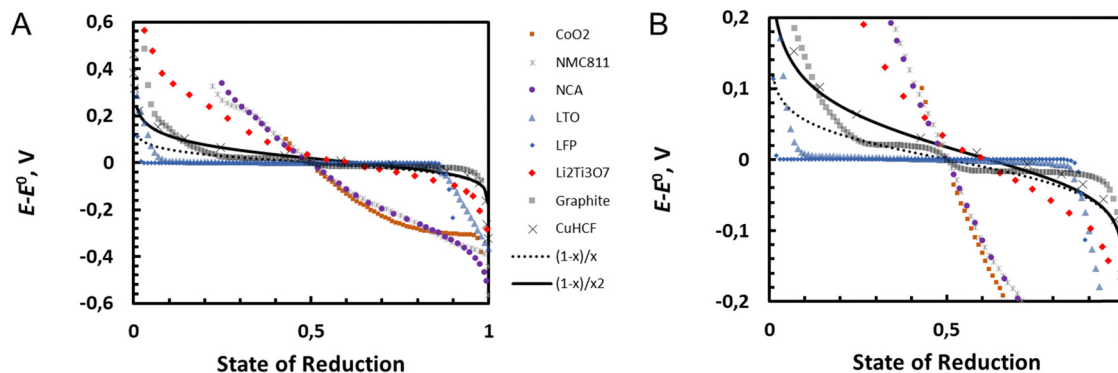 A
E-E⁰, V
0,6
0,4
0,2
0
-0,2
-0,4
-0,6
0
0,5
1
State of Reduction
CoO2
NMC811
NCA
LTO
LFP
Li2Ti3O7
Graphite
CuHCF
(1-x)/x
(1-x)/x2
B
E-E⁰, V
0,2
0,1
0
-0,1
-0,2
0
0,5
1
State of Reduction